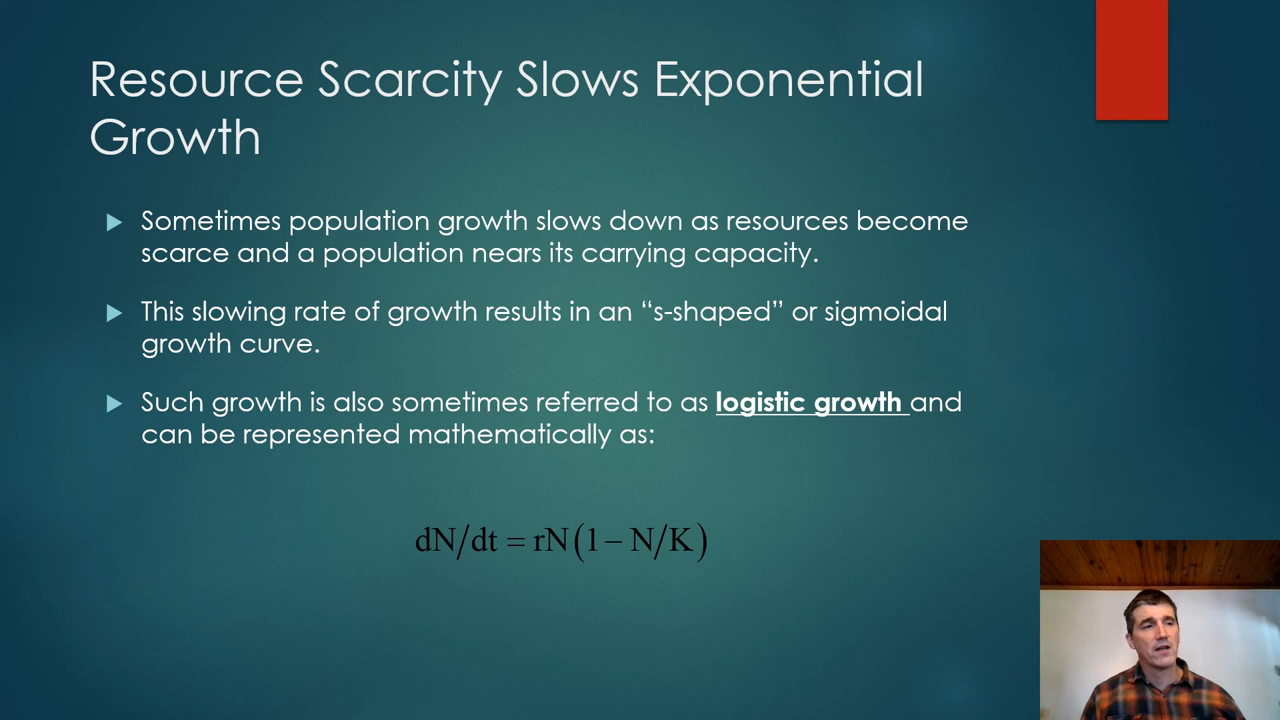 Resource Scarcity Slows Exponential
Growth
Sometimes population growth slows down as resources become
scarce and a population nears its carrying capacity.
This slowing rate of growth results in an “s-shaped” or sigmoidal
growth curve.
Such growth is also sometimes referred to as logistic growth and
can be represented mathematically as:
dN/dt = rN(1 − N/K)